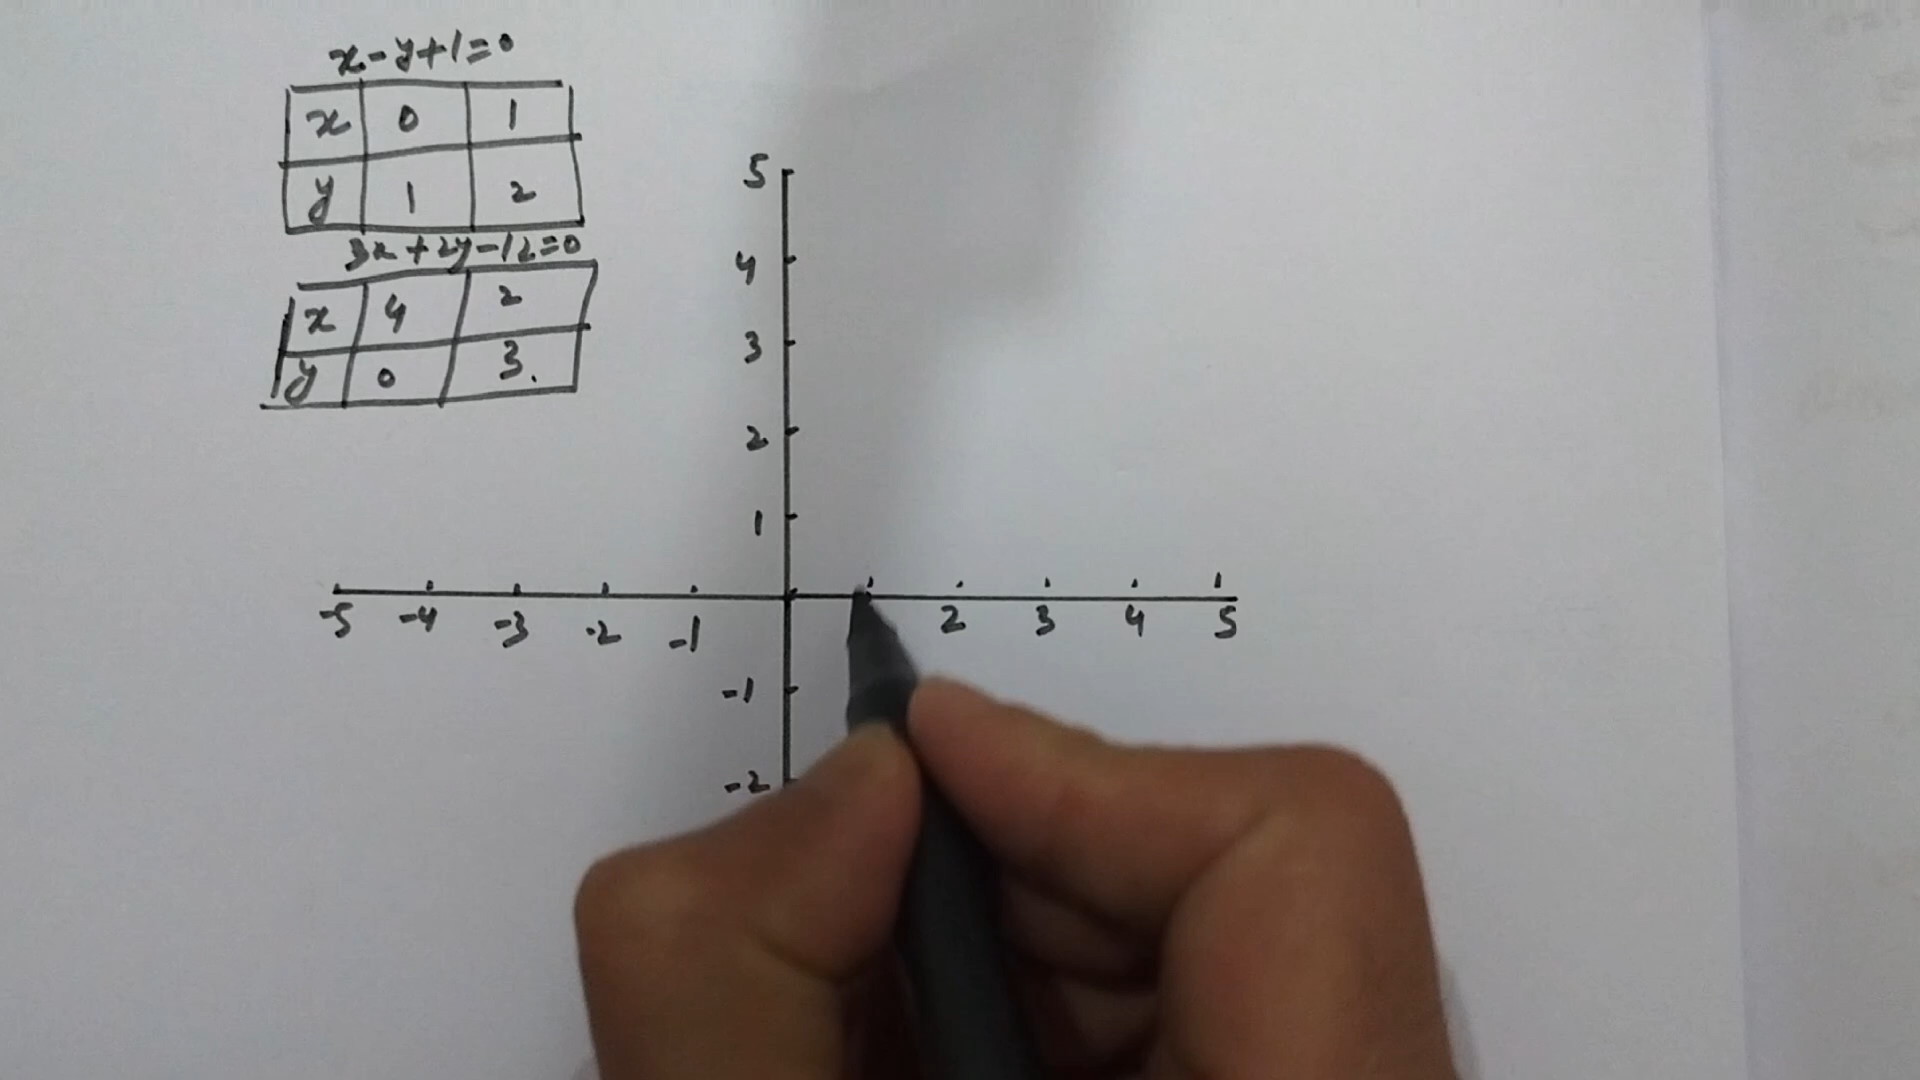 x-y+1=0
x 0 1
y 1 2
3x+2y-12=0
x 4 2
y 0 3.
5
4
3
2
1
-5 -4 -3 -2 -1 2 3 4 5
-1
-2